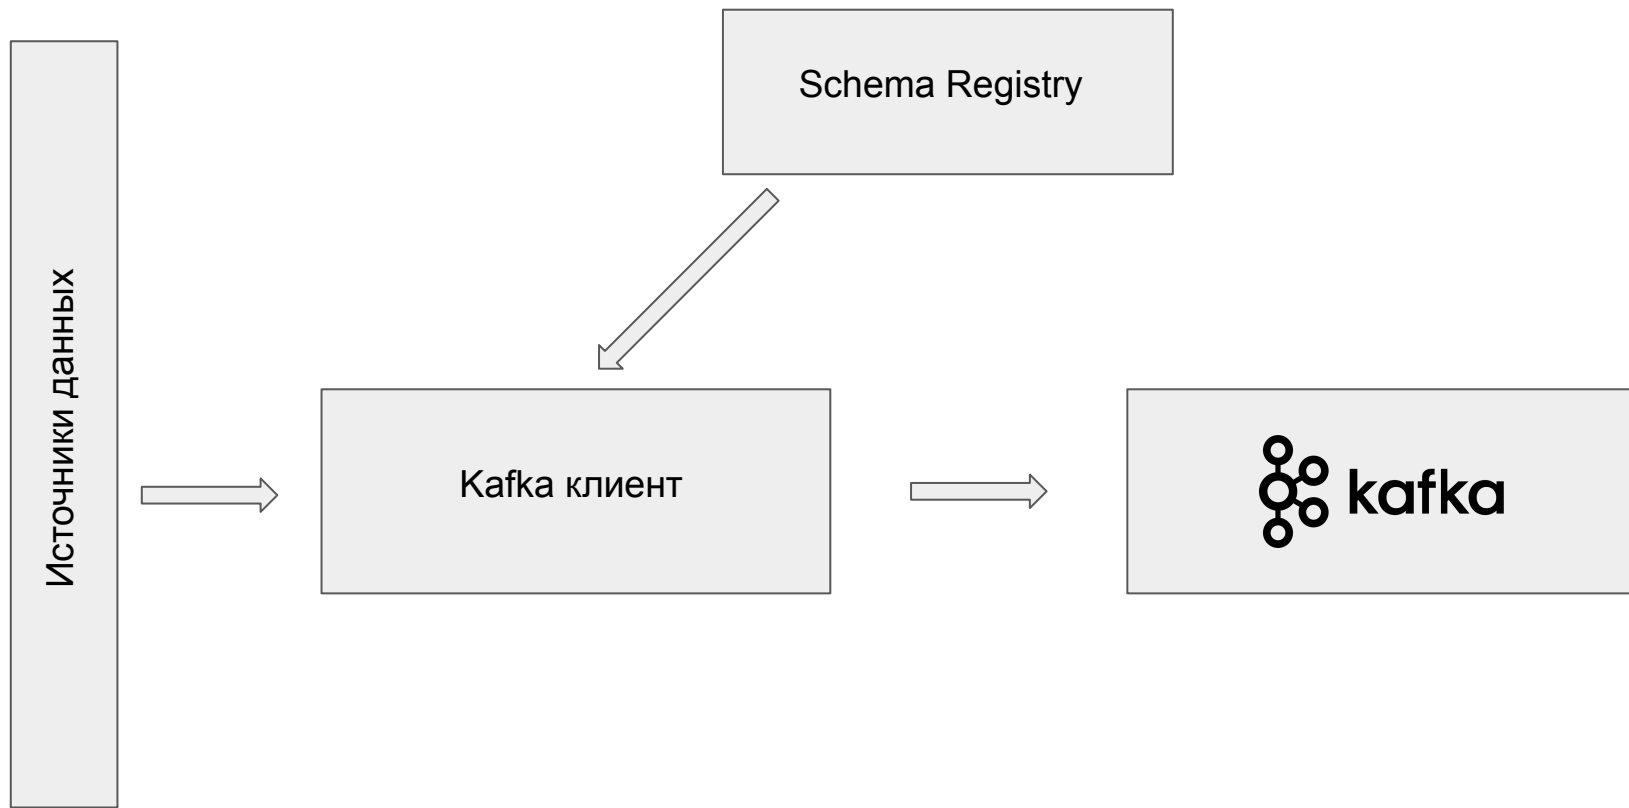 Schema Registry
Источники данных
Kafka клиент
kafka